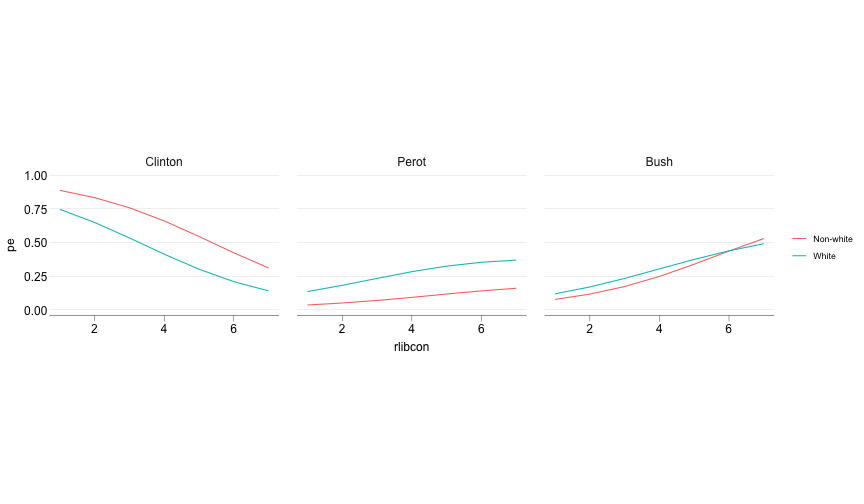 Clinton Perot Bush
1.00
0.75
0.50
0.25
0.00
pe
2 4 6 2 4 6 2 4 6
rlibcon
Non-white
White